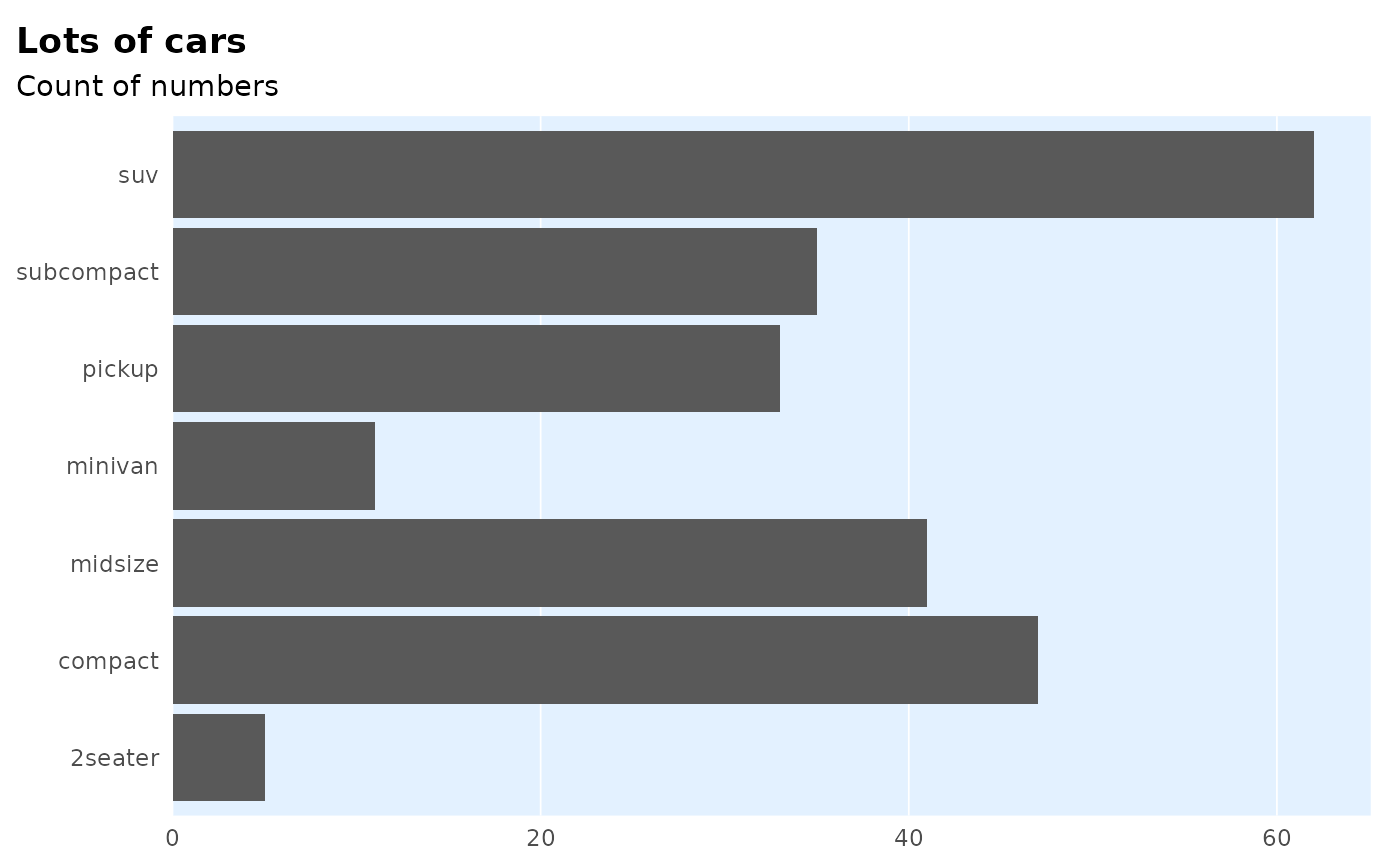 Lots of cars
Count of numbers
suv
subcompact
pickup
minivan
midsize
compact
2seater
0 20 40 60